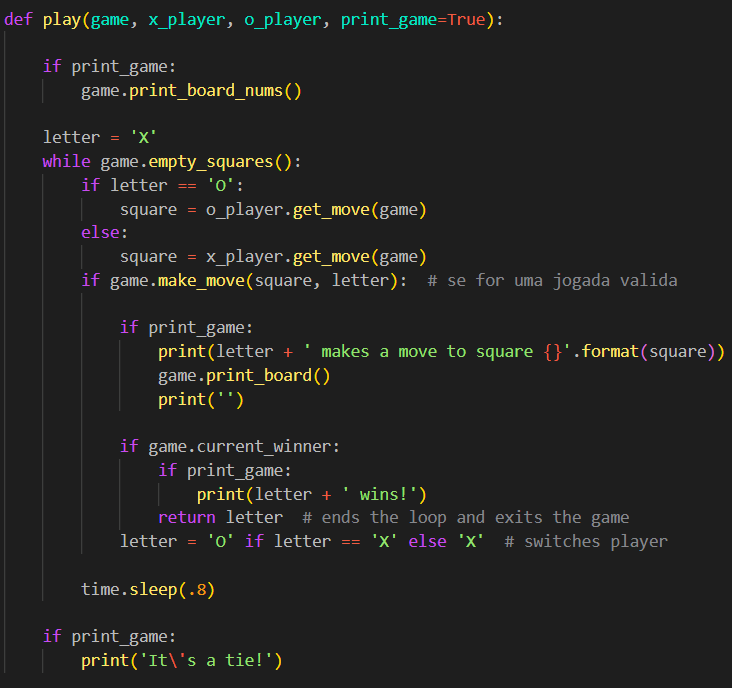 def play(game, x_player, o_player, print_game=True):
    if print_game:
        game.print_board_nums()
    letter = 'X'
    while game.empty_squares():
        if letter == 'O':
            square = o_player.get_move(game)
        else:
            square = x_player.get_move(game)
        if game.make_move(square, letter):  # se for uma jogada valida
            if print_game:
                print(letter + ' makes a move to square {}'.format(square))
                game.print_board()
                print('')
            if game.current_winner:
                if print_game:
                    print(letter + ' wins!')
                return letter  # ends the loop and exits the game
            letter = 'O' if letter == 'X' else 'X'  # switches player
        time.sleep(.8)
    if print_game:
        print('It\'s a tie!')